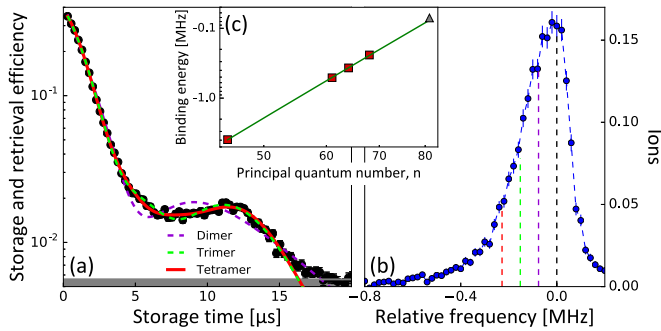 (c)
Binding energy [MHz]
-0.1
-1.0
50
60
70
80
Principal quantum number, n
Storage and retrieval efficiency
10⁻¹
10⁻²
Dimer
Trimer
Tetramer
(a)
0
5
10
15
Storage time [μs]
(b)
-0.8
-0.4
0.0
Relative frequency [MHz]
0.15
0.10
0.05
0.00
Ions